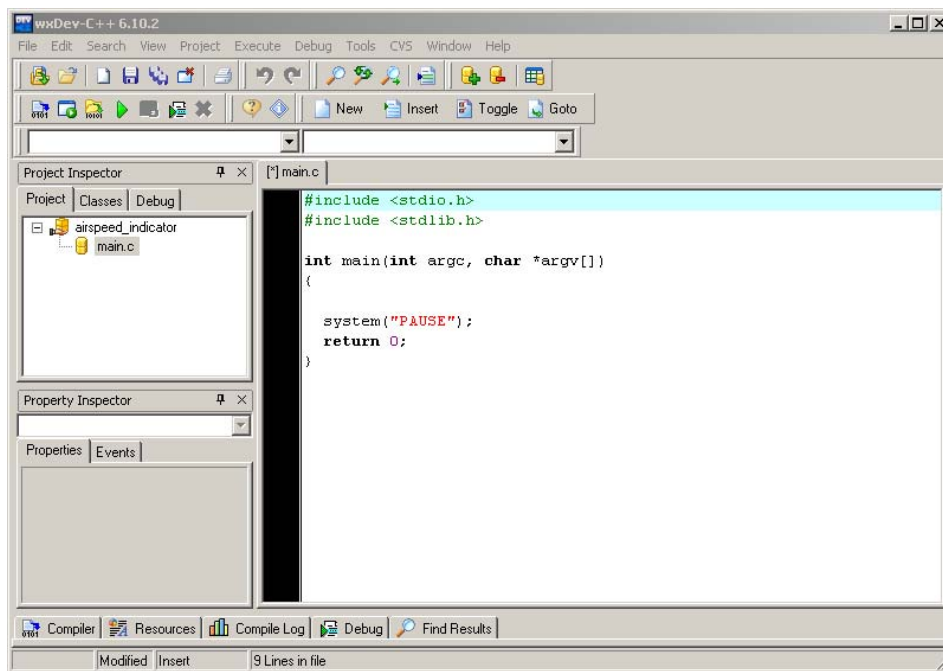 wxDev-C++ 6.10.2
File Edit Search View Project Execute Debug Tools CVS Window Help
New Insert Toggle Goto
Project Inspector
[*] main.c
Project Classes Debug
airspeed_indicator
main.c
#include <stdio.h>
#include <stdlib.h>
int main(int argc, char *argv[])
{
system("PAUSE");
return 0;
}
Property Inspector
Properties Events
Compiler Resources Compile Log Debug Find Results
Modified Insert 9 Lines in file